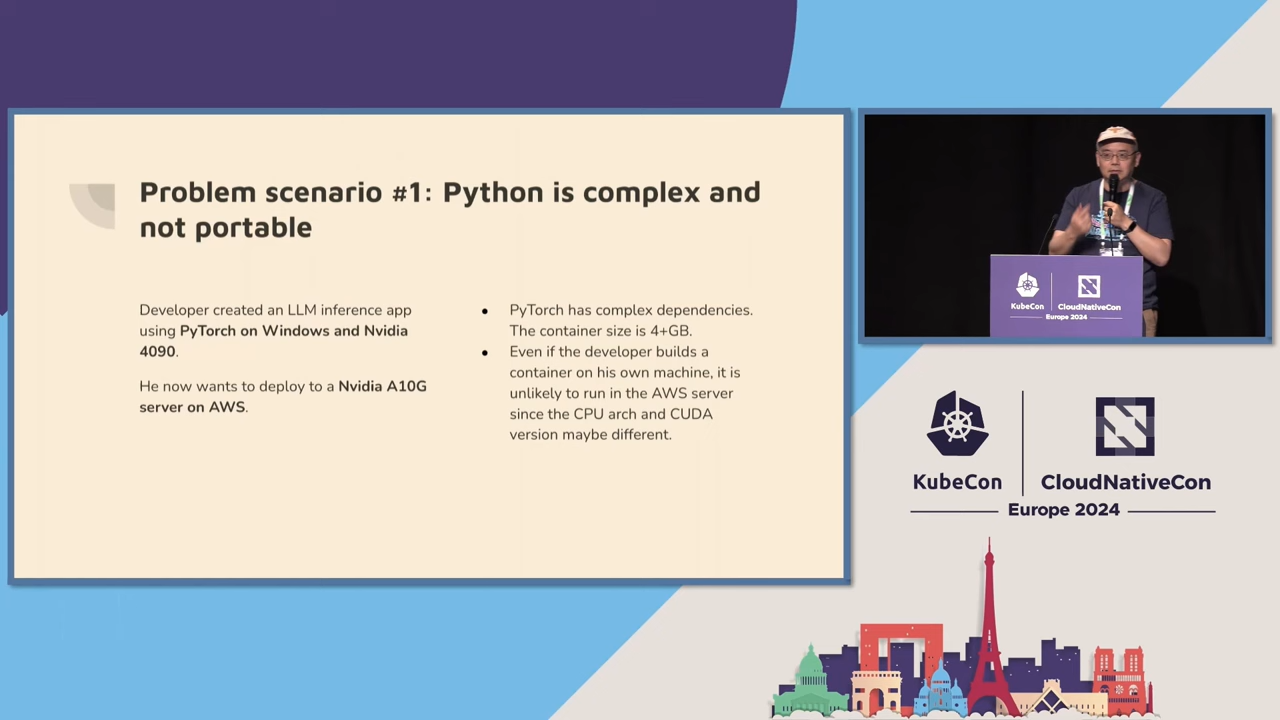 Problem scenario #1: Python is complex and
not portable
Developer created an LLM inference app
using PyTorch on Windows and Nvidia
4090.
He now wants to deploy to a Nvidia A10G
server on AWS.
● PyTorch has complex dependencies.
The container size is 4+GB.
● Even if the developer builds a
container on his own machine, it is
unlikely to run in the AWS server
since the CPU arch and CUDA
version maybe different.
KubeCon CloudNativeCon
Europe 2024
KubeCon CloudNativeCon
Europe 2024